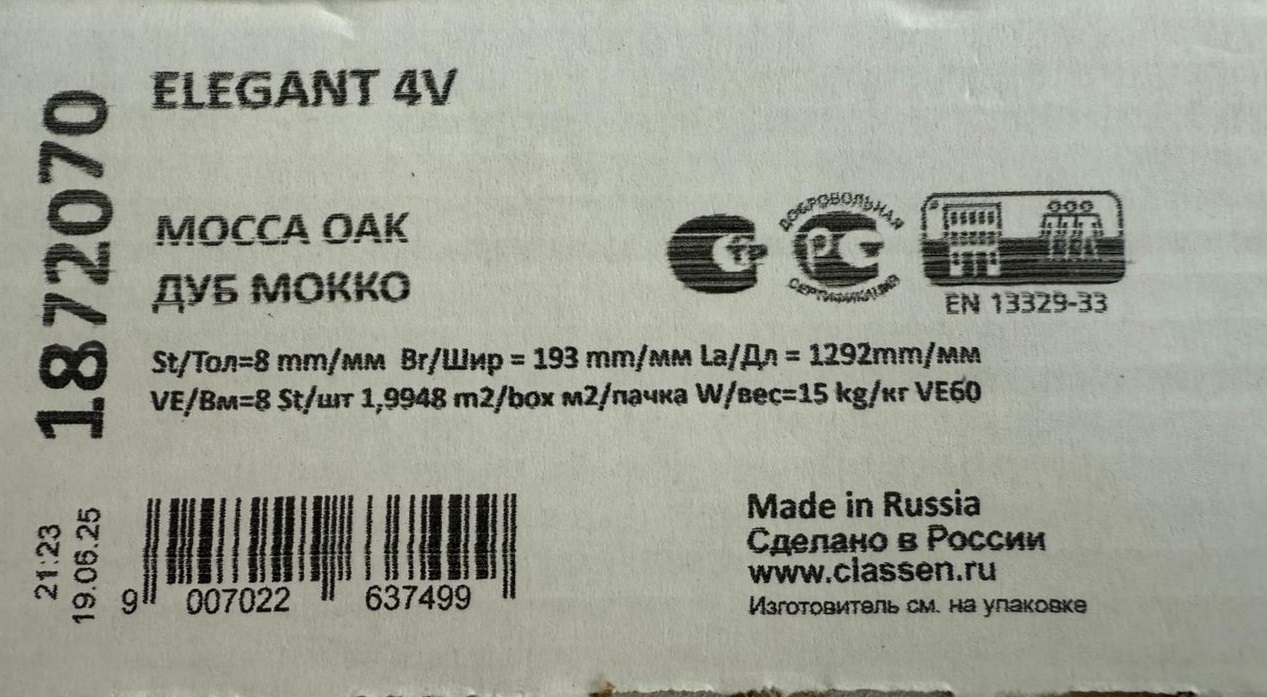 1872070
ELEGANT 4V
MOCCA OAK
ДУБ МОККО
ДОБРОВОЛЬНАЯ
СЕРТИФИКАЦИЯ
EN 13329-33
St/Тол=8 mm/мм Br/Шир = 193 mm/мм La/Дл = 1292mm/мм
VE/Вм=8 St/шт 1,9948 m2/box м2/пачка W/вес=15 kg/кг VE60
21:23
19.06.25
9 007022 637499
Made in Russia
Сделано в России
www.classen.ru
Изготовитель см. на упаковке